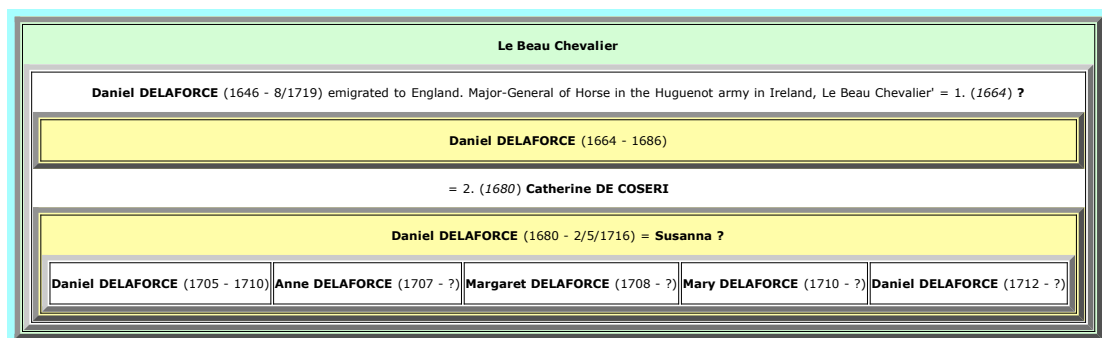 Le Beau Chevalier
Daniel DELAFORCE (1646 - 8/1719) emigrated to England. Major-General of Horse in the Huguenot army in Ireland, Le Beau Chevalier' = 1. (1664) ?
Daniel DELAFORCE (1664 - 1686)
= 2. (1680) Catherine DE COSERI
Daniel DELAFORCE (1680 - 2/5/1716) = Susanna ?
Daniel DELAFORCE (1705 - 1710) Anne DELAFORCE (1707 - ?) Margaret DELAFORCE (1708 - ?) Mary DELAFORCE (1710 - ?) Daniel DELAFORCE (1712 - ?)